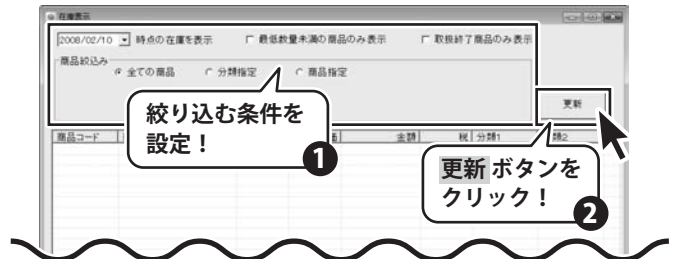 在庫表示
2008/02/10 時点の在庫を表示 最低数量未満の商品のみ表示 取扱終了商品のみ表示
商品絞込み
全ての商品 分類指定 商品指定
更新
絞り込む条件を
設定！
1
商品コード 金額 税 分類1 類2
更新 ボタンを
クリック！
2